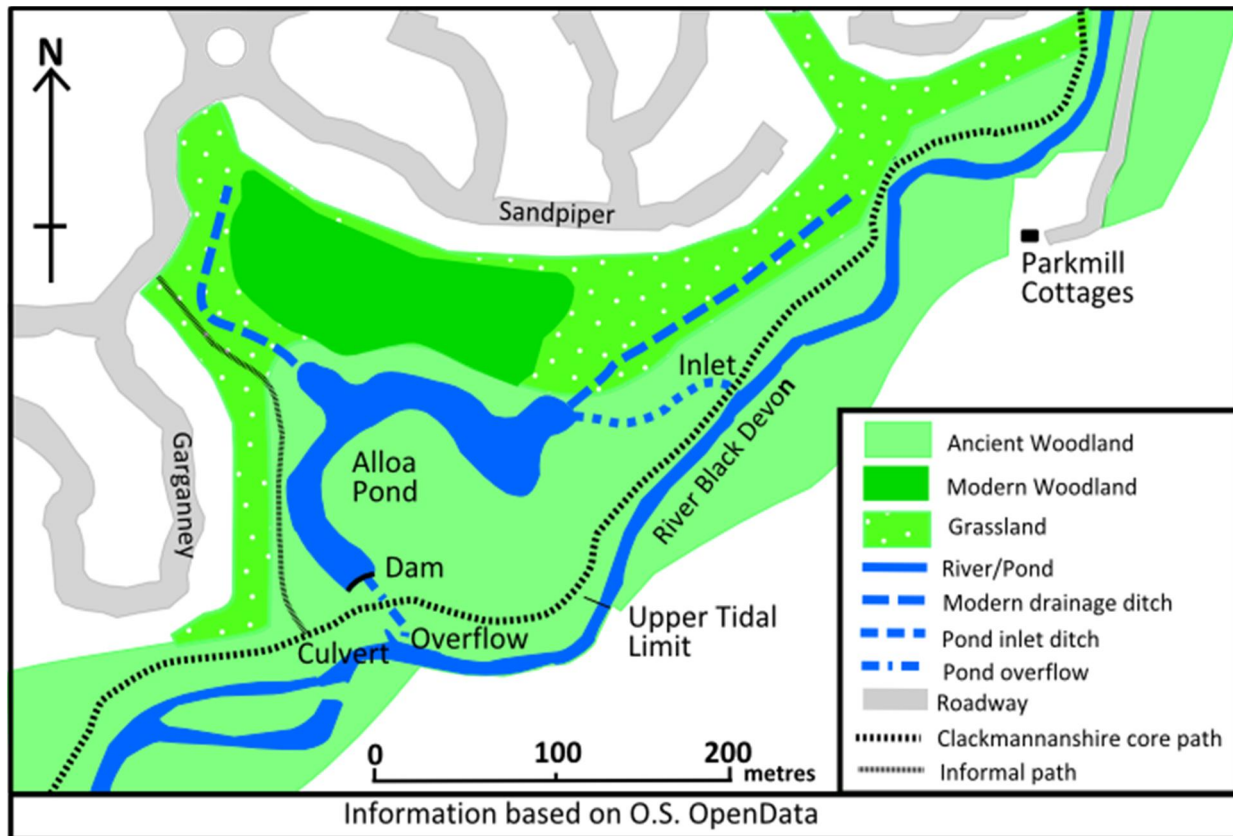 N
Sandpiper
Parkmill
Cottages
Inlet
River Black Devon
Alloa
Pond
Garganney
Dam
Upper Tidal
Limit
Overflow
Culvert
0 100 200
metres
Ancient Woodland
Modern Woodland
Grassland
River/Pond
Modern drainage ditch
Pond inlet ditch
Pond overflow
Roadway
Clackmannanshire core path
Informal path
Information based on O.S. OpenData